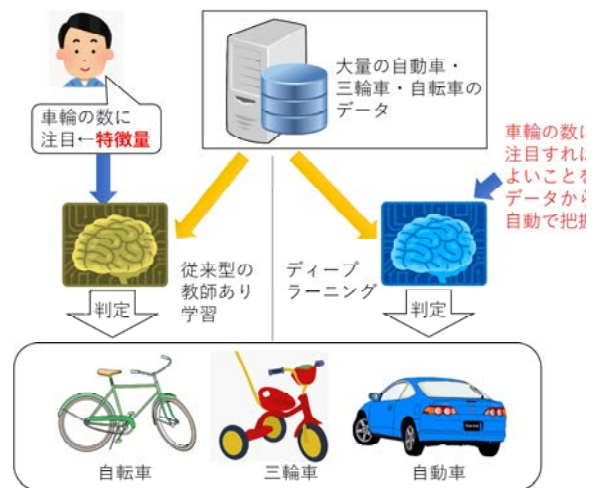 大量の自動車・
三輪車・自転車の
データ
車輪の数に
注目←特徴量
車輪の数に
注目すれば
よいことを
データから
自動で把握
従来型の
教師あり
学習
ディープ
ラーニング
判定
判定
自転車
三輪車
自動車